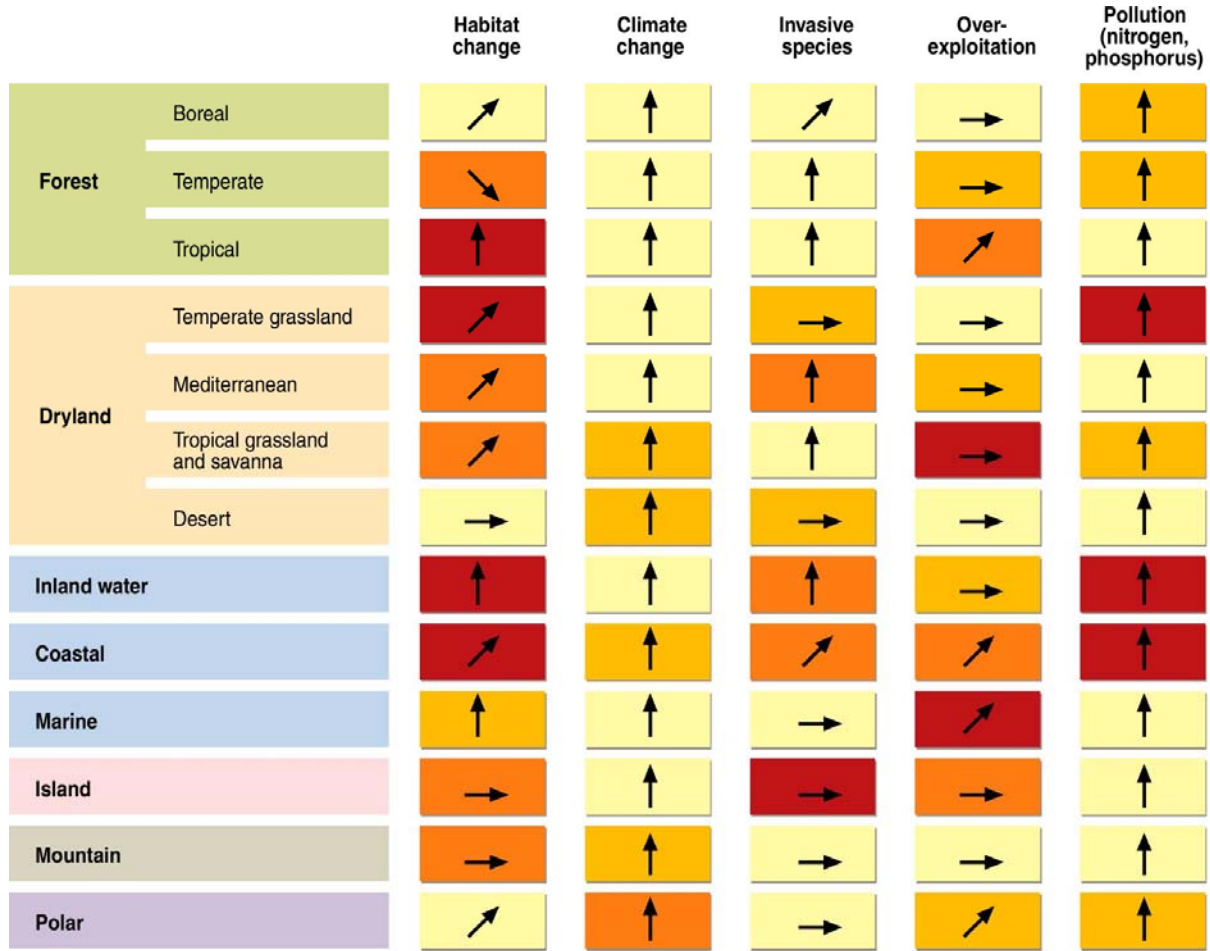 Habitat
change
Climate
change
Invasive
species
Over-
exploitation
Pollution
(nitrogen,
phosphorus)
Forest
Boreal
Temperate
Tropical
Dryland
Temperate grassland
Mediterranean
Tropical grassland
and savanna
Desert
Inland water
Coastal
Marine
Island
Mountain
Polar